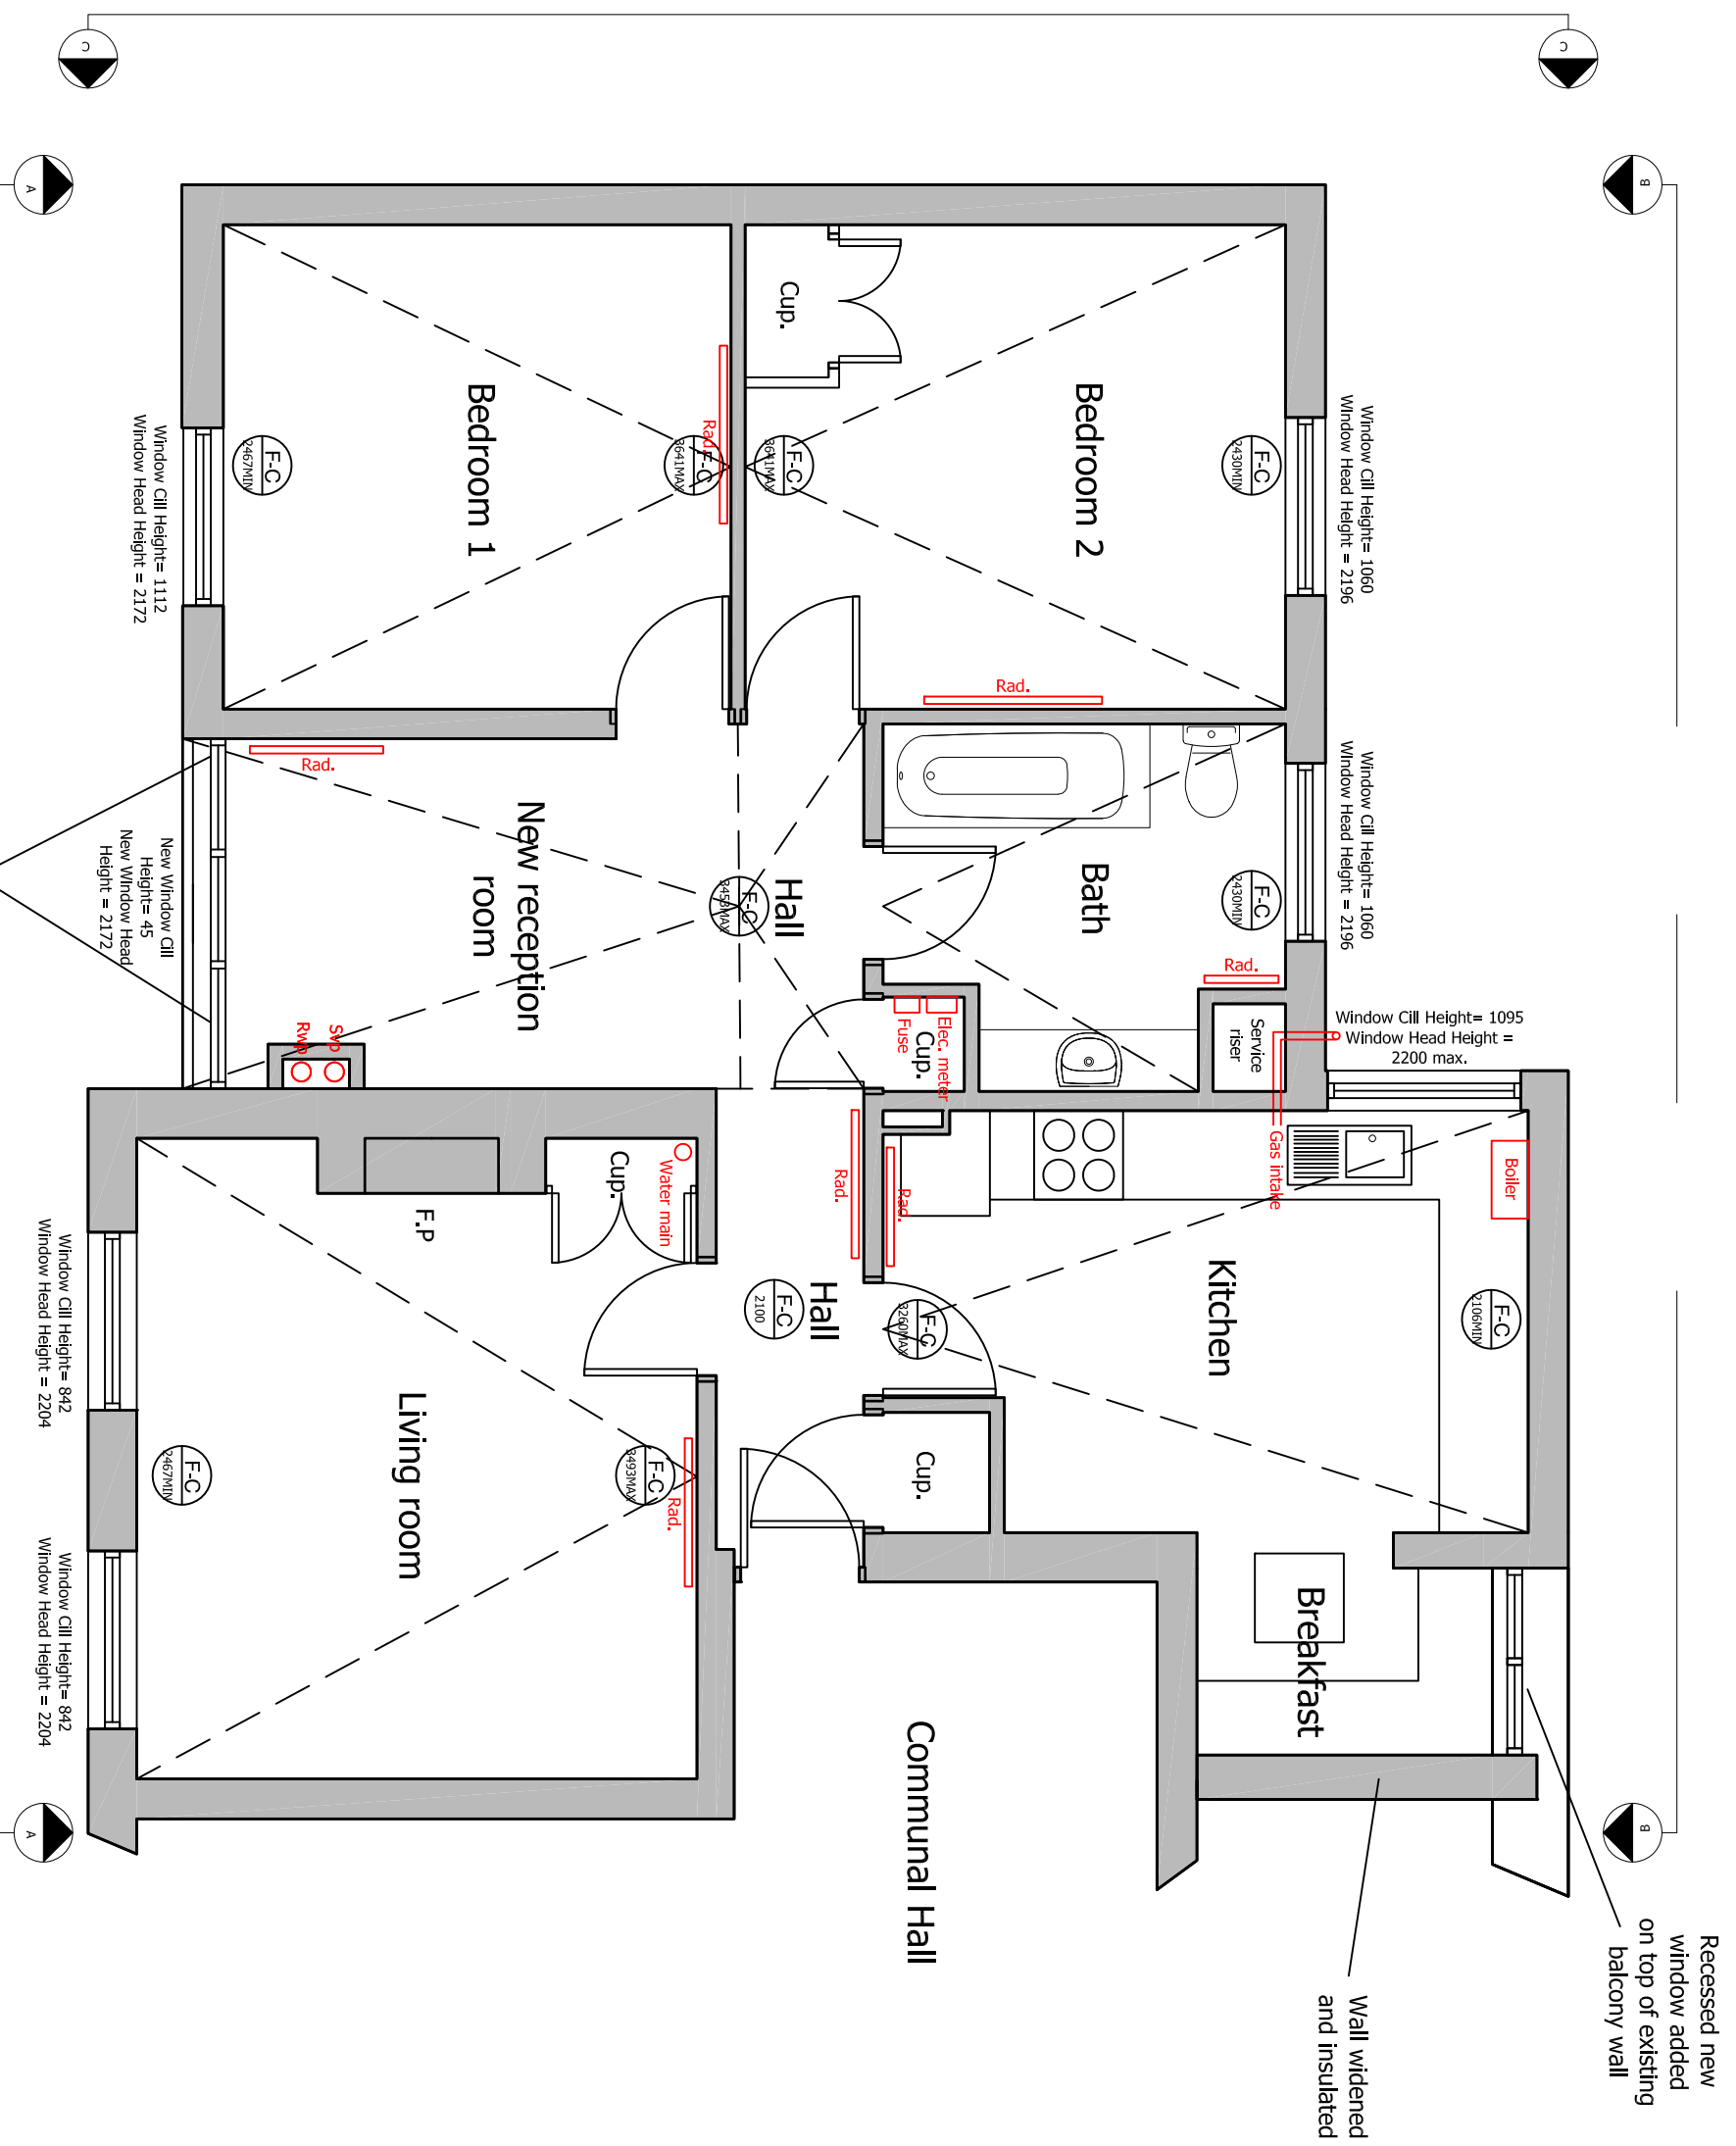 C
C
A
B
Cup.
Bedroom 1
Bedroom 2
Rad.
F-C
2467MIN
F-C
3641MAX
F-C
3641MAX
F-C
2430MIN
Window Cill Height= 1112
Window Head Height = 2172
Window Cill Height= 1060
Window Head Height = 2196
Rad.
Rad.
New reception
room
Hall
F-C
3453MAX
Bath
F-C
2430MIN
Rad.
Window Cill Height= 1060
Window Head Height = 2196
New Window Cill
Height= 45
New Window Head
Height = 2172
Rwp
Svp
Fuse
Cup.
Elec. meter
Service
riser
Window Cill Height= 1095
Window Head Height =
2200 max.
Gas intake
Boiler
Cup.
Water main
F.P
Rad.
Rad.
Hall
F-C
2100
F-C
3260MAX
Kitchen
F-C
2106MIN
Window Cill Height= 842
Window Head Height = 2204
Living room
F-C
2467MIN
F-C
3493MAX
Rad.
Cup.
Window Cill Height= 842
Window Head Height = 2204
Breakfast
Communal Hall
A
B
Recessed new
window added
on top of existing
balcony wall
Wall widened
and insulated